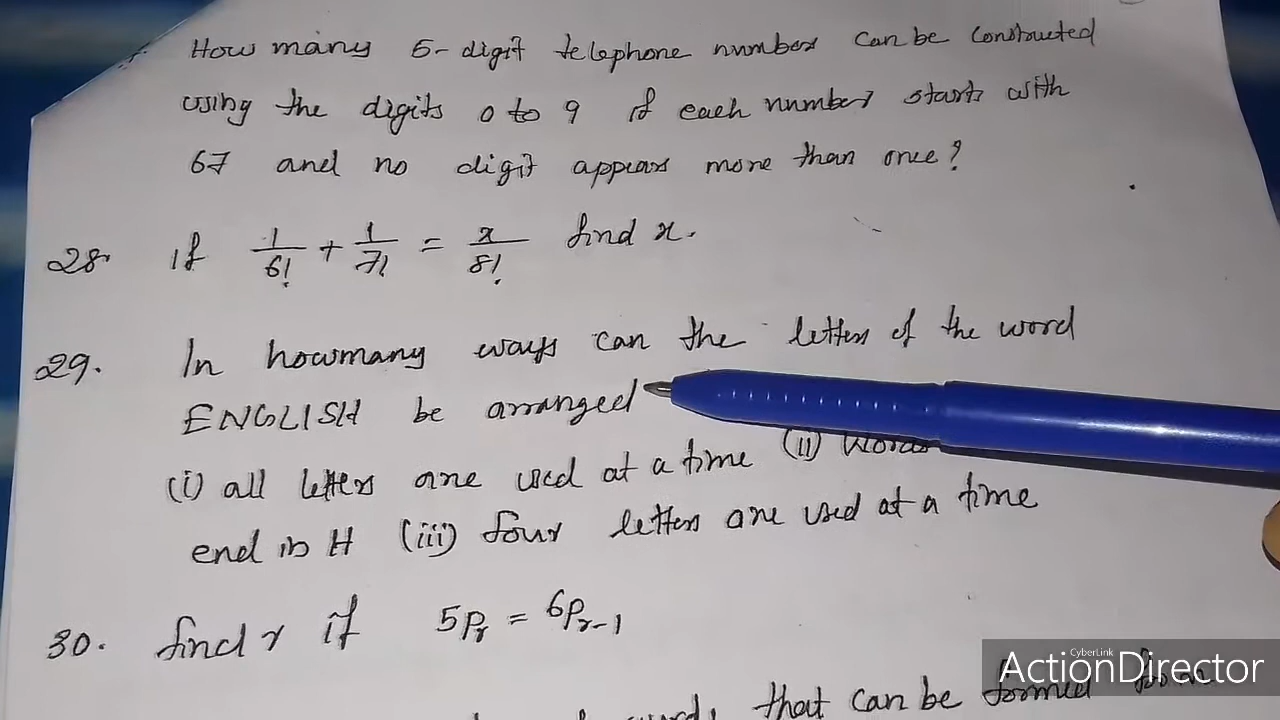 How many 5-digit telephone numbers can be constructed
using the digits 0 to 9 if each number starts with
67 and no digit appears more than once?
28. If 1/6! + 1/7! = x/8! find x.
29. In howmany ways can the letters of the word
ENGLISH be arranged
(i) all letters are used at a time (ii) words
end in H (iii) four letters are used at a time
30. find r if 5Pr = 6Pr-1
that can be formed from
CyberLink
ActionDirector